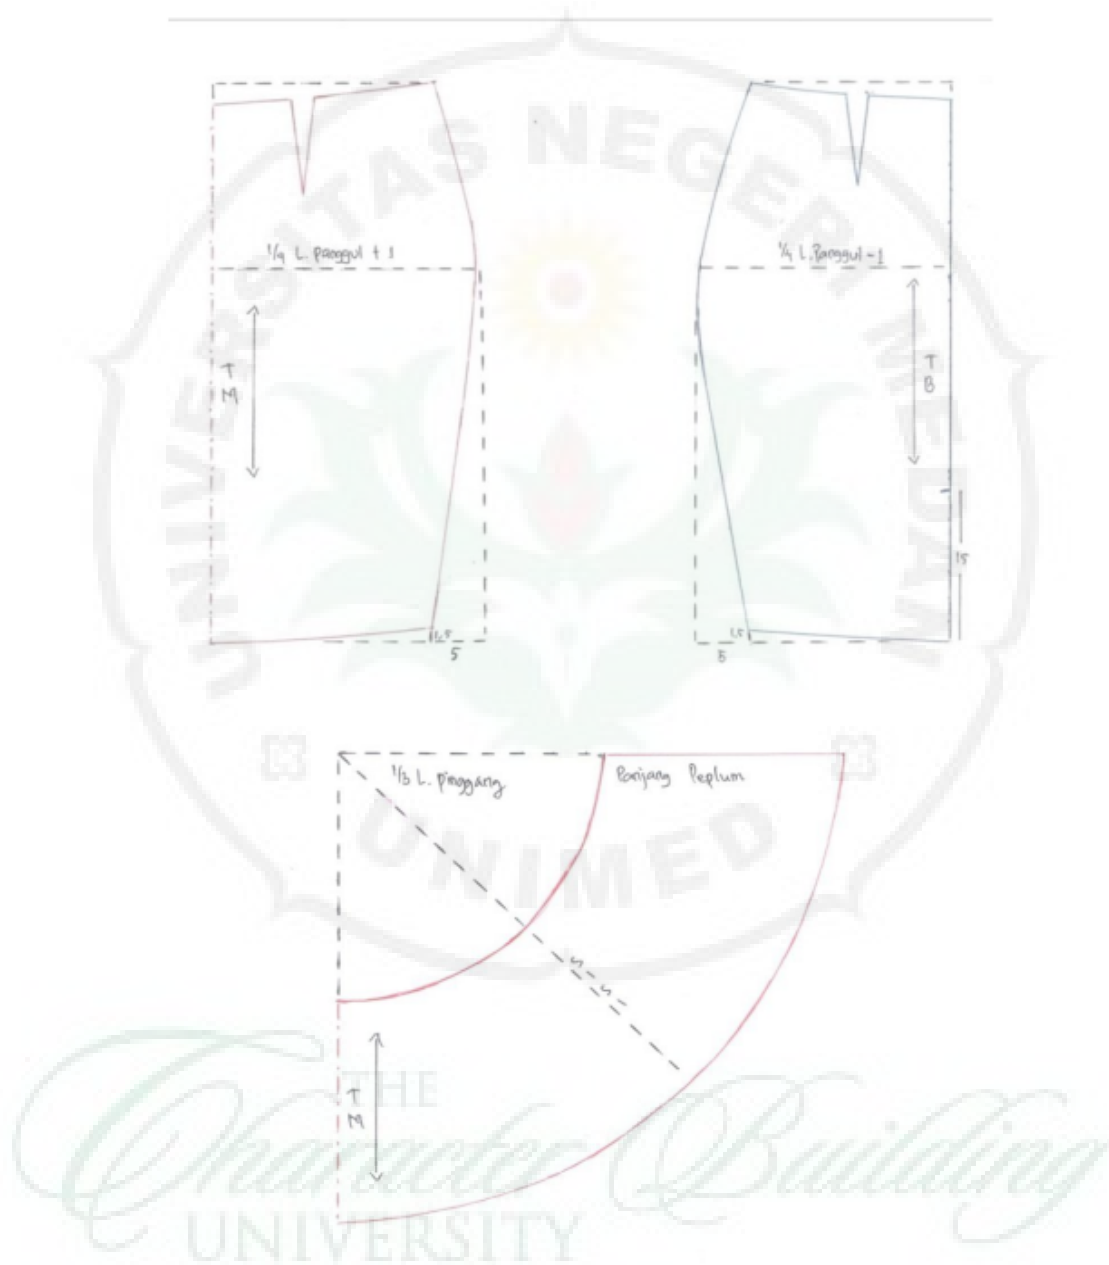 UNIVERSITAS NEGERI MEDAN
1/4 L. panggul + 1
1/4 L. Panggul - 1
T
M
T
B
15
1,5
5
1,5
5
1/3 L. pinggang
Panjang Peplum
UNIMED
T
M
THE
Character Building
UNIVERSITY